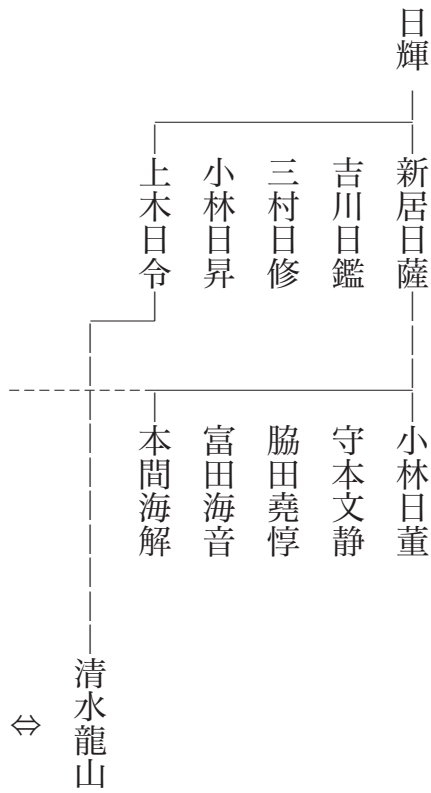 日輝
新居日薩
吉川日鑑
三村日修
小林日昇
上木日令
小林日董
守本文静
脇田堯惇
富田海音
本間海解
清水龍山
⇔